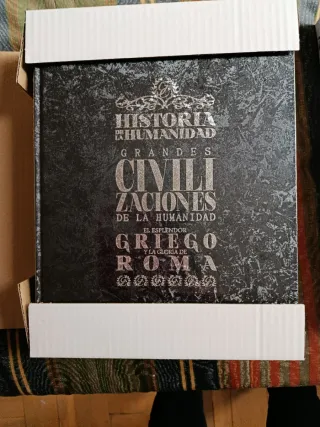 HISTORIA
DE LA HUMANIDAD
GRANDES
CIVILI
ZACIONES
DE LA HUMANIDAD
EL ESPLENDOR
GRIEGO
Y LA GLORIA DE
ROMA